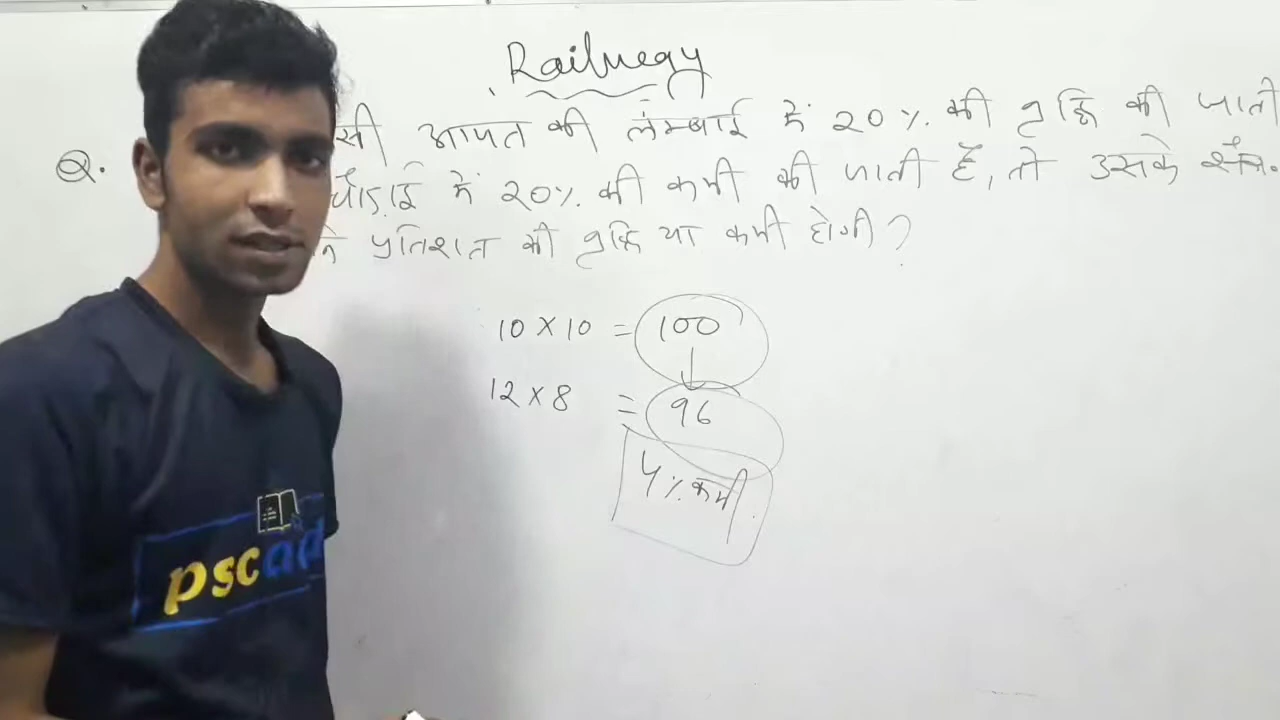 Railway
Q. सी आयत की लंम्बाई में 20%. की वृद्धि की जाती
चौड़ाई में 20%. की कमी की जाती है, तो उसके क्षेत्र.
ने प्रतिशत की वृद्धि या कमी होगी?
10 × 10 = 100
12 × 8 = 96
4%. कमी
psc